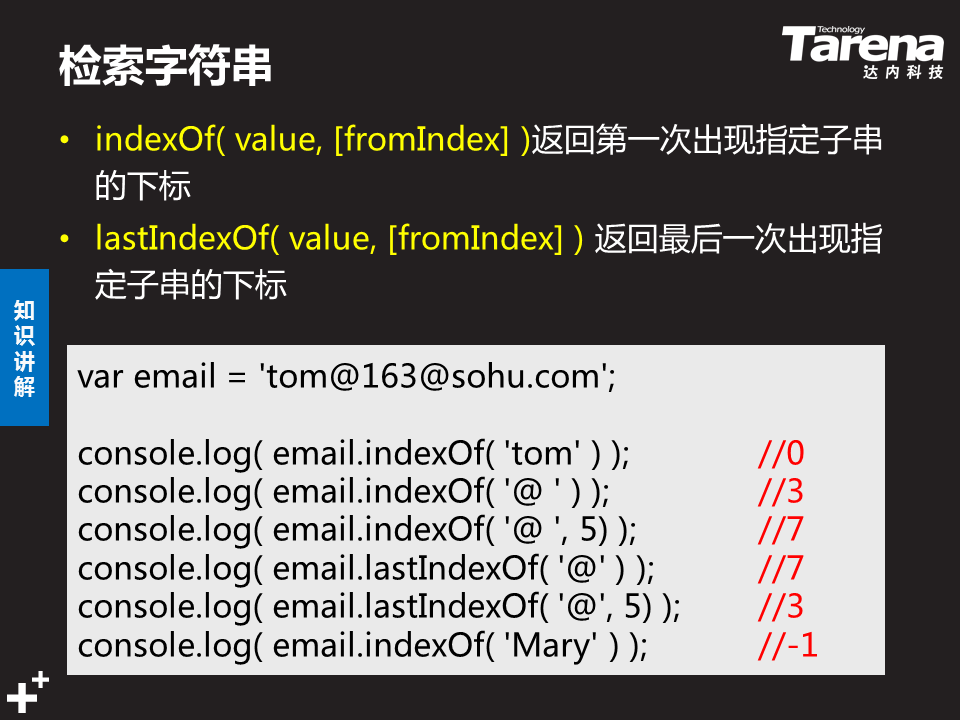 检索字符串
Technology
Tarena
达内科技
• indexOf( value, [fromIndex] )返回第一次出现指定子串
的下标
• lastIndexOf( value, [fromIndex] ) 返回最后一次出现指
定子串的下标
知
识
讲
解
var email = 'tom@163@sohu.com';
console.log( email.indexOf( 'tom' ) ); //0
console.log( email.indexOf( '@ ' ) ); //3
console.log( email.indexOf( '@ ', 5) ); //7
console.log( email.lastIndexOf( '@' ) ); //7
console.log( email.lastIndexOf( '@', 5) ); //3
console.log( email.indexOf( 'Mary' ) ); //-1